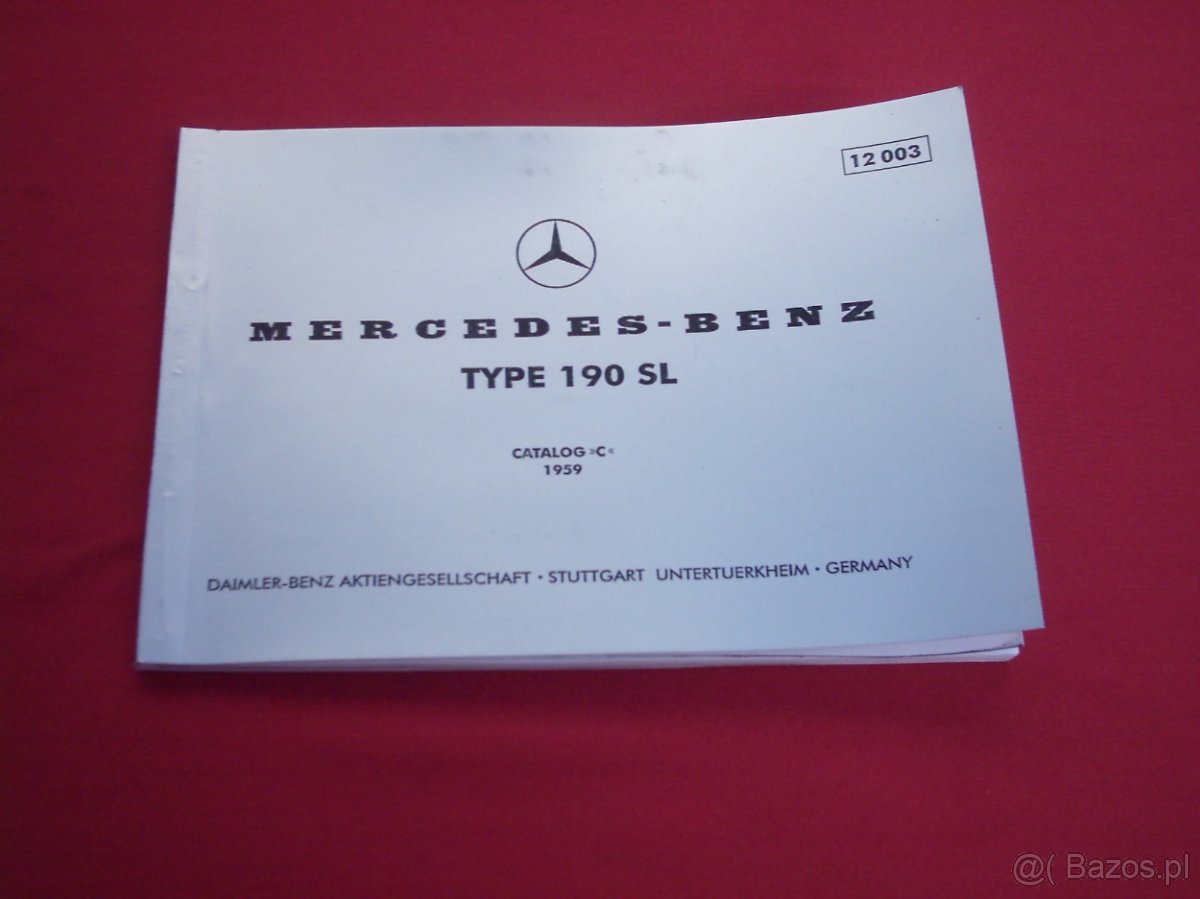 12 003
MERCEDES-BENZ
TYPE 190 SL
CATALOG »C«
1959
DAIMLER-BENZ AKTIENGESELLSCHAFT · STUTTGART UNTERTUERKHEIM · GERMANY
@( Bazos.pl